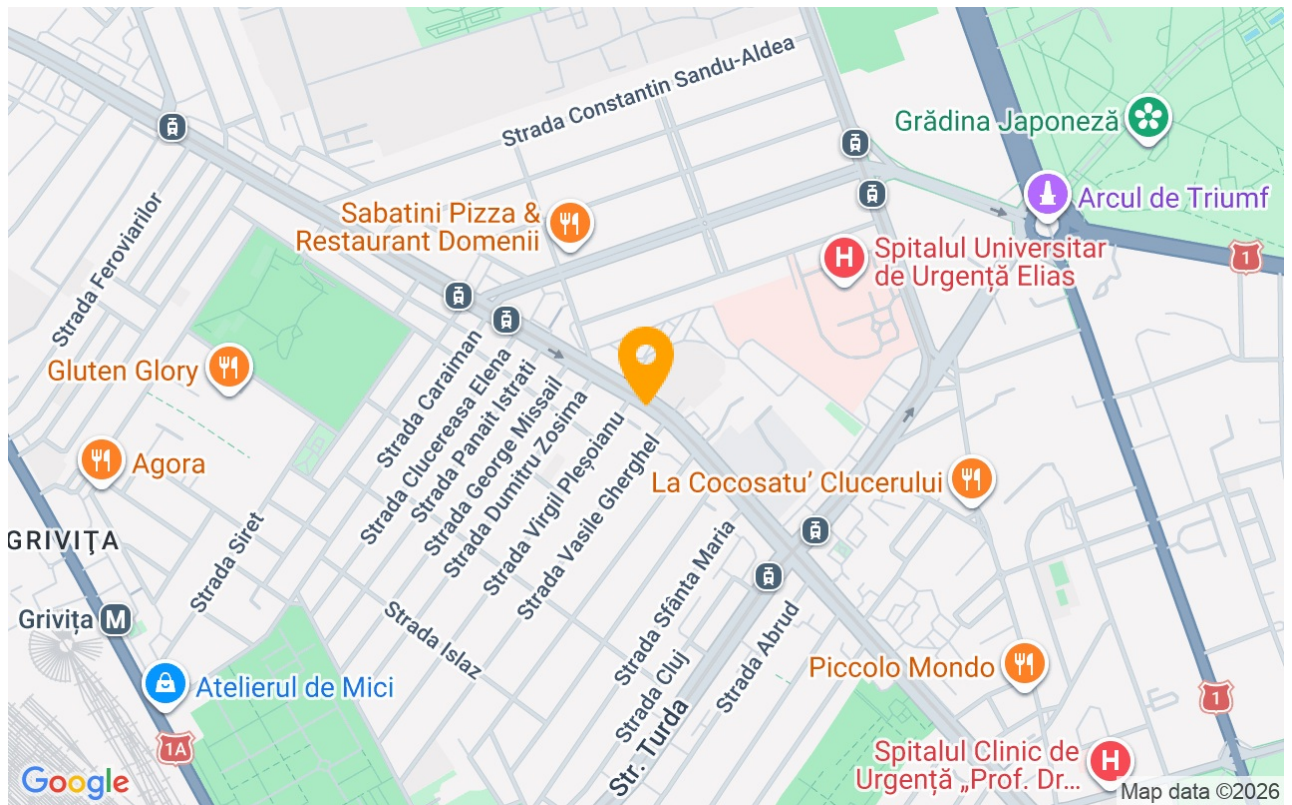 Strada Constantin Sandu-Aldea
Grădina Japoneză
Arcul de Triumf
Sabatini Pizza &
Restaurant Domenii
Spitalul Universitar
de Urgență Elias
1
Strada Feroviarilor
Gluten Glory
Strada Caraiman
Strada Clucereasa Elena
Strada Panait Istrati
Strada George Missail
Strada Dumitru Zosima
Strada Virgil Pleșoianu
Strada Vasile Gherghel
Agora
La Cocosatu’ Clucerului
GRIVIȚA
Strada Siret
Strada Sfânta Maria
Grivița M
Strada Islaz
Strada Cluj
Strada Abrud
Piccolo Mondo
Atelierul de Mici
1
Str. Turda
1A
Spitalul Clinic de
Urgență „Prof. Dr...
Google
Map data ©2026